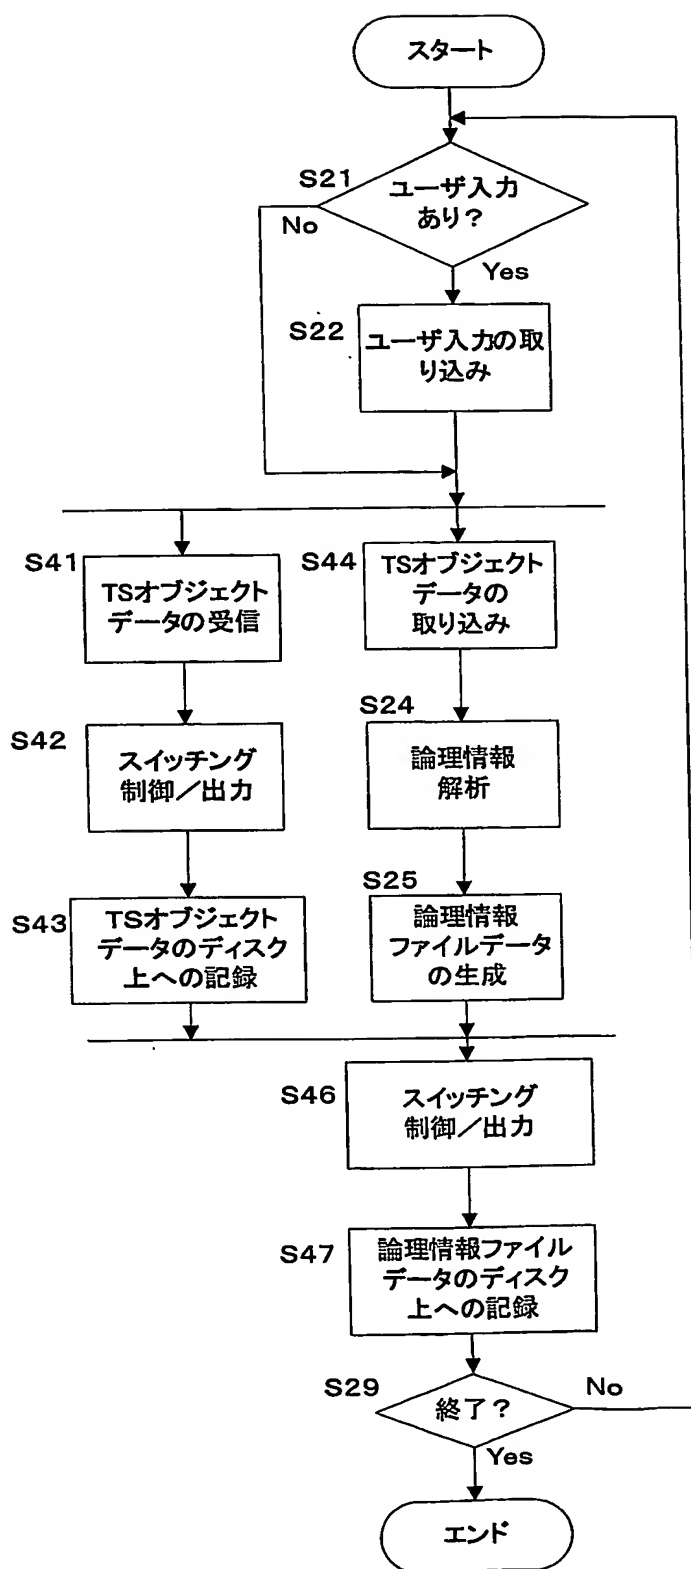 スタート
S21
ユーザ入力
あり?
No
Yes
S22
ユーザ入力の取
り込み
S41
TSオブジェクト
データの受信
S44
TSオブジェクト
データの
取り込み
S42
スイッチング
制御/出力
S24
論理情報
解析
S43
TSオブジェクト
データのディスク
上への記録
S25
論理情報
ファイルデータ
の生成
S46
スイッチング
制御/出力
S47
論理情報ファイル
データのディスク
上への記録
S29
終了?
No
Yes
エンド